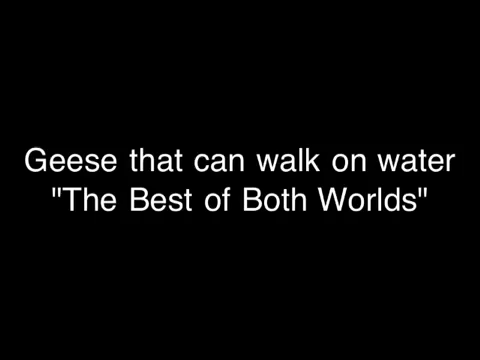 Geese that can walk on water
"The Best of Both Worlds"